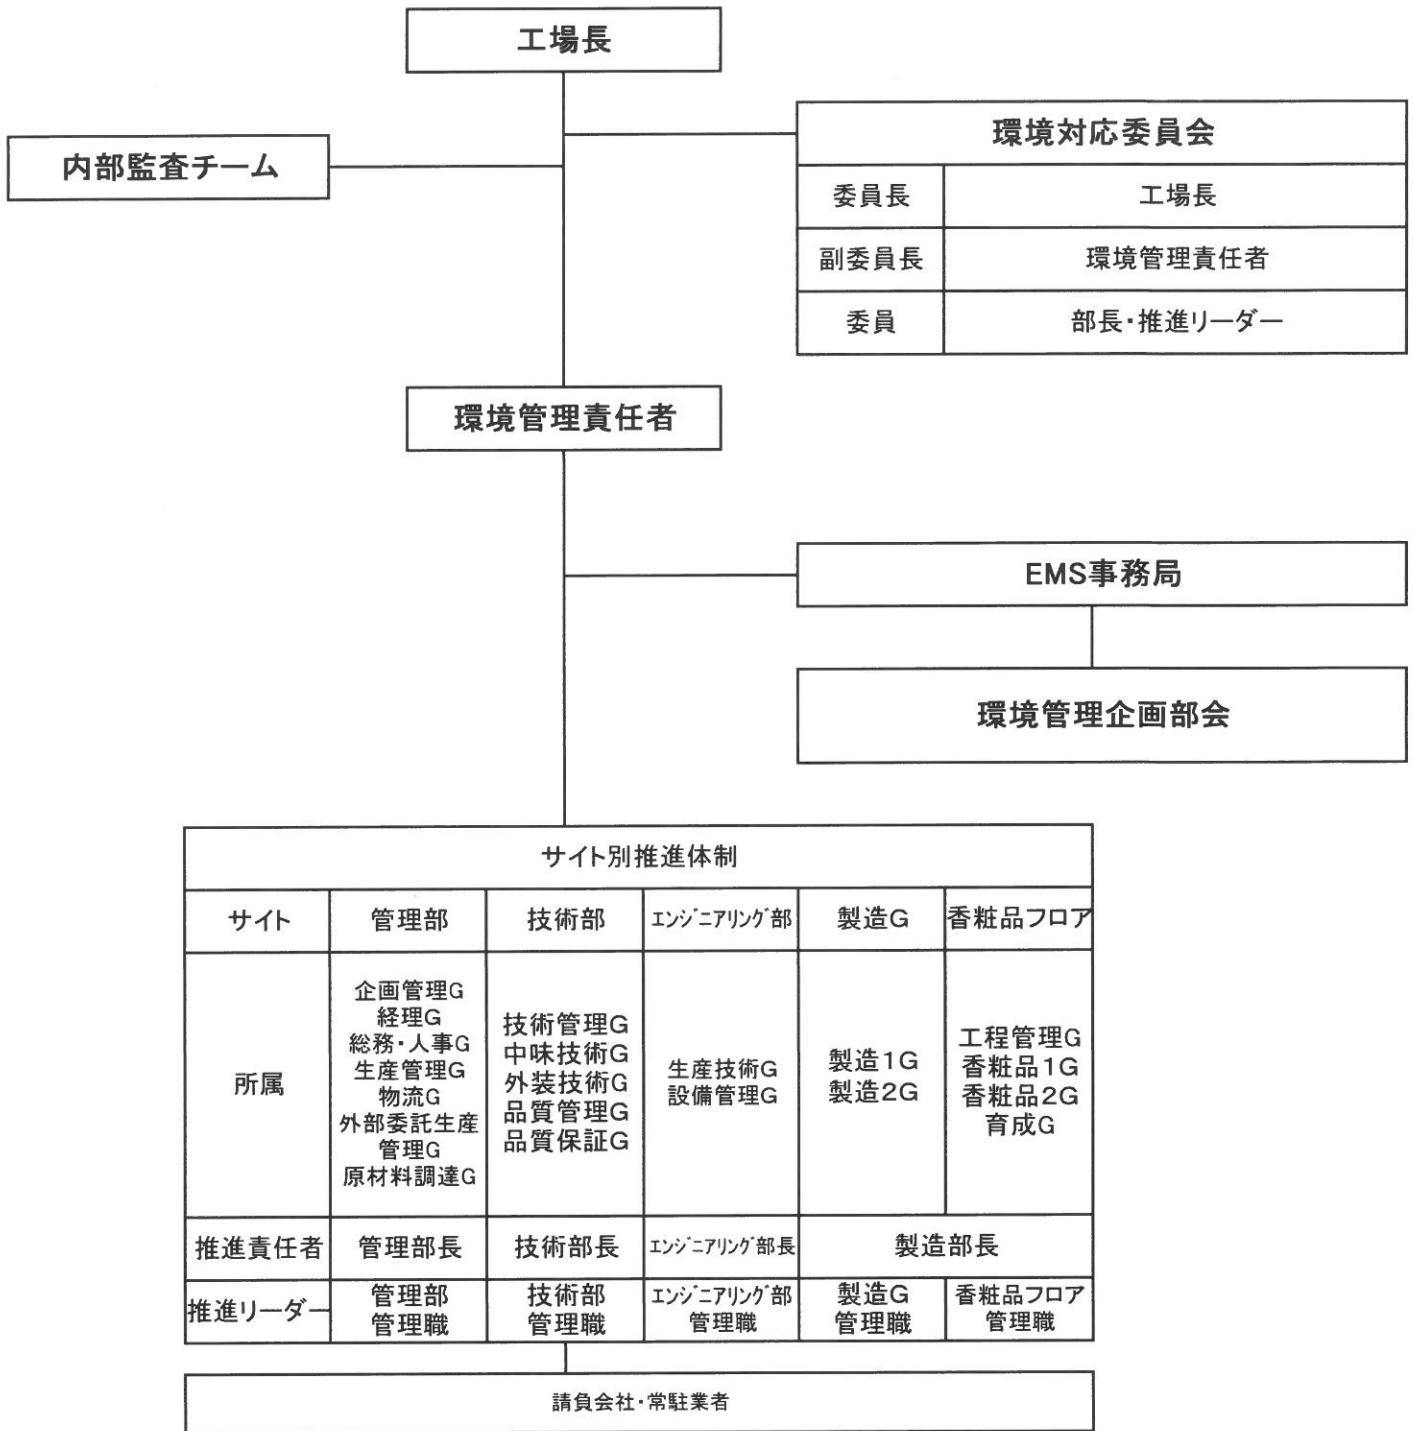 工場長
環境対応委員会
内部監査チーム
委員長 工場長
副委員長 環境管理責任者
委員 部長・推進リーダー
環境管理責任者
EMS事務局
環境管理企画部会
サイト別推進体制
サイト 管理部 技術部 エンジニアリング部 製造G 香粧品フロア
所属
企画管理G
経理G
総務・人事G
生産管理G
物流G
外部委託生産
管理G
原材料調達G
技術管理G
中味技術G
外装技術G
品質管理G
品質保証G
生産技術G
設備管理G
製造1G
製造2G
工程管理G
香粧品1G
香粧品2G
育成G
推進責任者 管理部長 技術部長 エンジニアリング部長 製造部長
推進リーダー
管理部
管理職
技術部
管理職
エンジニアリング部
管理職
製造G
管理職
香粧品フロア
管理職
請負会社・常駐業者